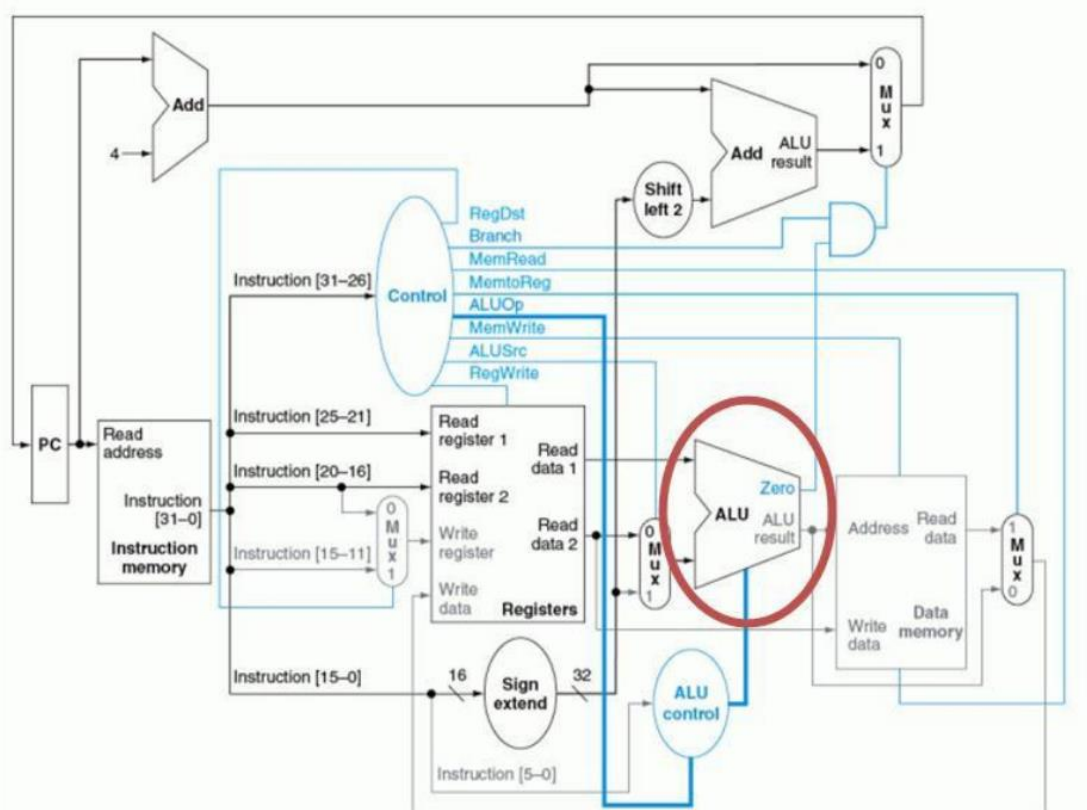 Add
4
0
M
u
x
1
Add
ALU
result
Shift
left 2
RegDst
Branch
MemRead
MemtoReg
ALUOp
MemWrite
ALUSrc
RegWrite
Control
Instruction [31–26]
Instruction [25–21]
Instruction [20–16]
Instruction [15–11]
Instruction [15–0]
Instruction [5–0]
PC
Read
address
Instruction
[31–0]
Instruction
memory
0
M
u
x
1
Read
register 1
Read
register 2
Write
register
Write
data
Read
data 1
Read
data 2
Registers
16
Sign
extend
32
0
M
u
x
1
Zero
ALU
ALU
result
ALU
control
Address
Read
data
Write
data
Data
memory
1
M
u
x
0